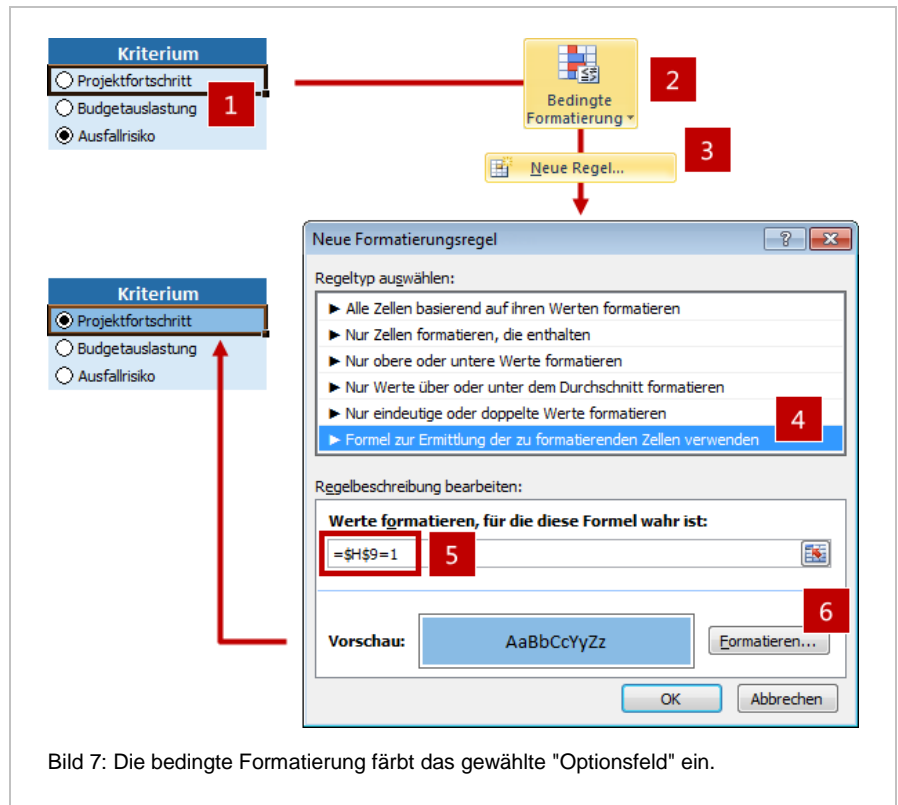 Kriterium
Projektfortschritt
Budgetauslastung
Ausfallrisiko
1
Bedingte
Formatierung
2
3
Neue Regel...
Neue Formatierungsregel
Regeltyp auswählen:
► Alle Zellen basierend auf ihren Werten formatieren
► Nur Zellen formatieren, die enthalten
► Nur obere oder untere Werte formatieren
► Nur Werte über oder unter dem Durchschnitt formatieren
► Nur eindeutige oder doppelte Werte formatieren
► Formel zur Ermittlung der zu formatierenden Zellen verwenden
4
Kriterium
Projektfortschritt
Budgetauslastung
Ausfallrisiko
Regelbeschreibung bearbeiten:
Werte formatieren, für die diese Formel wahr ist:
=$H$9=1
5
6
Vorschau:
AaBbCcYyZz
Formatieren...
OK
Abbrechen
Bild 7: Die bedingte Formatierung färbt das gewählte "Optionsfeld" ein.